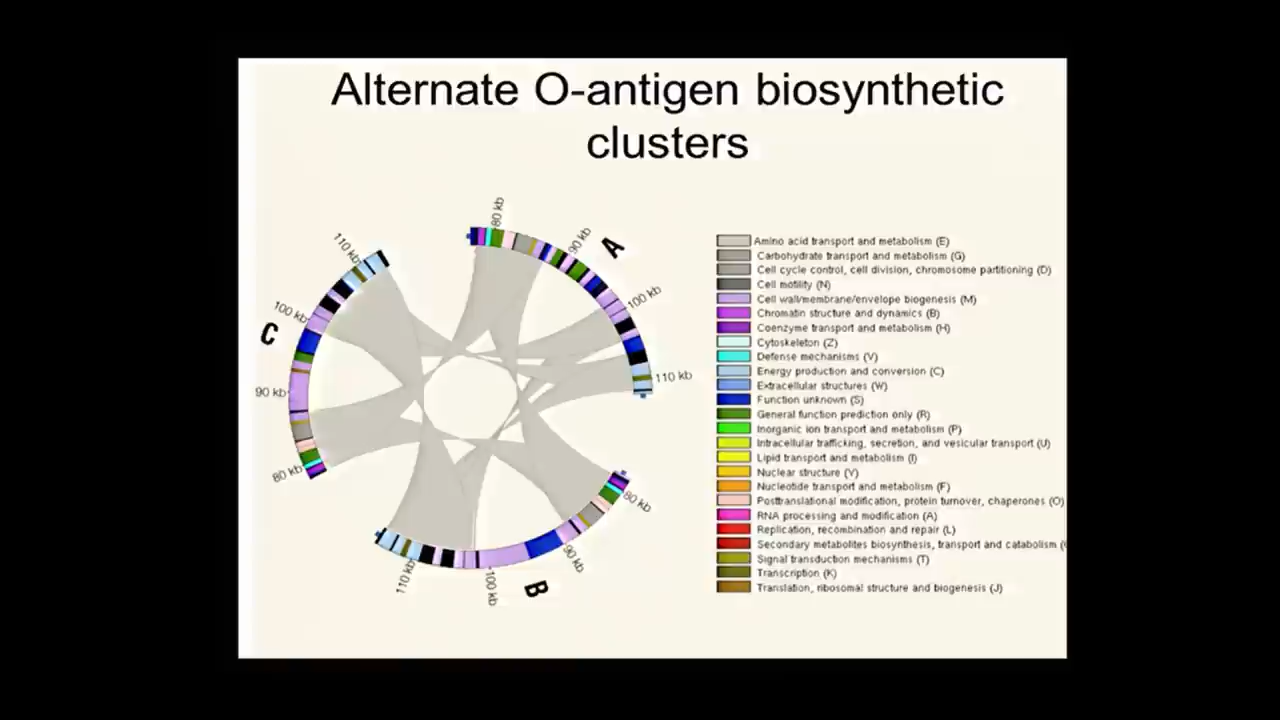 Alternate O-antigen biosynthetic
clusters
80 kb
90 kb
A
100 kb
110 kb
110 kb
100 kb
C
90 kb
80 kb
80 kb
90 kb
B
100 kb
110 kb
Amino acid transport and metabolism (E)
Carbohydrate transport and metabolism (G)
Cell cycle control, cell division, chromosome partitioning (D)
Cell motility (N)
Cell wall/membrane/envelope biogenesis (M)
Chromatin structure and dynamics (B)
Coenzyme transport and metabolism (H)
Cytoskeleton (Z)
Defense mechanisms (V)
Energy production and conversion (C)
Extracellular structures (W)
Function unknown (S)
General function prediction only (R)
Inorganic ion transport and metabolism (P)
Intracellular trafficking, secretion, and vesicular transport (U)
Lipid transport and metabolism (I)
Nuclear structure (Y)
Nucleotide transport and metabolism (F)
Posttranslational modification, protein turnover, chaperones (O)
RNA processing and modification (A)
Replication, recombination and repair (L)
Secondary metabolites biosynthesis, transport and catabolism (
Signal transduction mechanisms (T)
Transcription (K)
Translation, ribosomal structure and biogenesis (J)